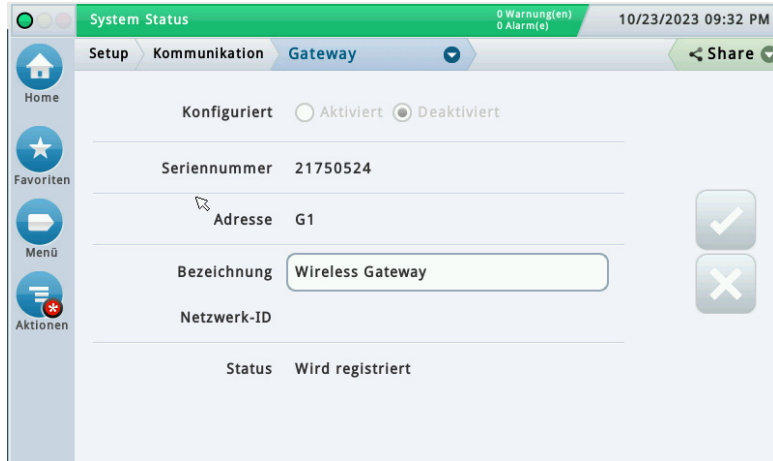 System Status
0 Warnung(en)
0 Alarm(e)
10/23/2023 09:32 PM
Setup Kommunikation Gateway
Share
Home
Favoriten
Menü
Aktionen
Konfiguriert Aktiviert Deaktiviert
Seriennummer 21750524
Adresse G1
Bezeichnung Wireless Gateway
Netzwerk-ID
Status Wird registriert